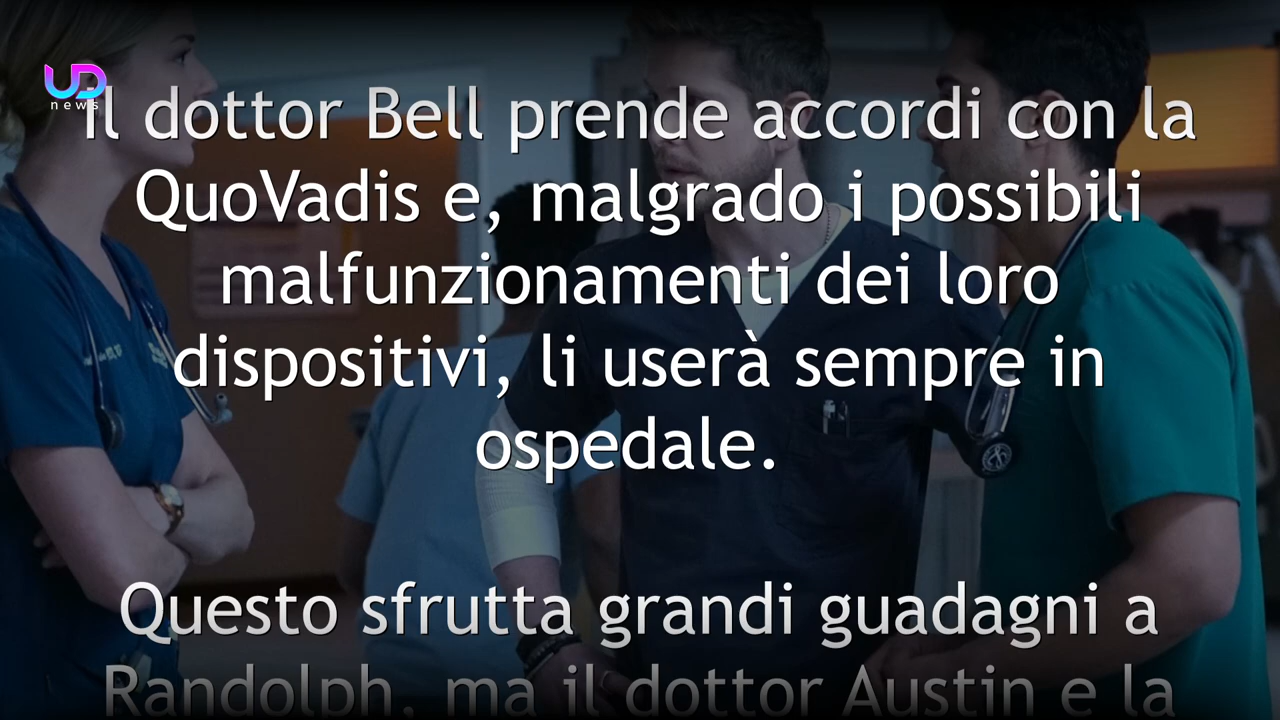 UD
news
il dottor Bell prende accordi con la
QuoVadis e, malgrado i possibili
malfunzionamenti dei loro
dispositivi, li userà sempre in
ospedale.
Questo sfrutta grandi guadagni a
Randolph, ma il dottor Austin e la